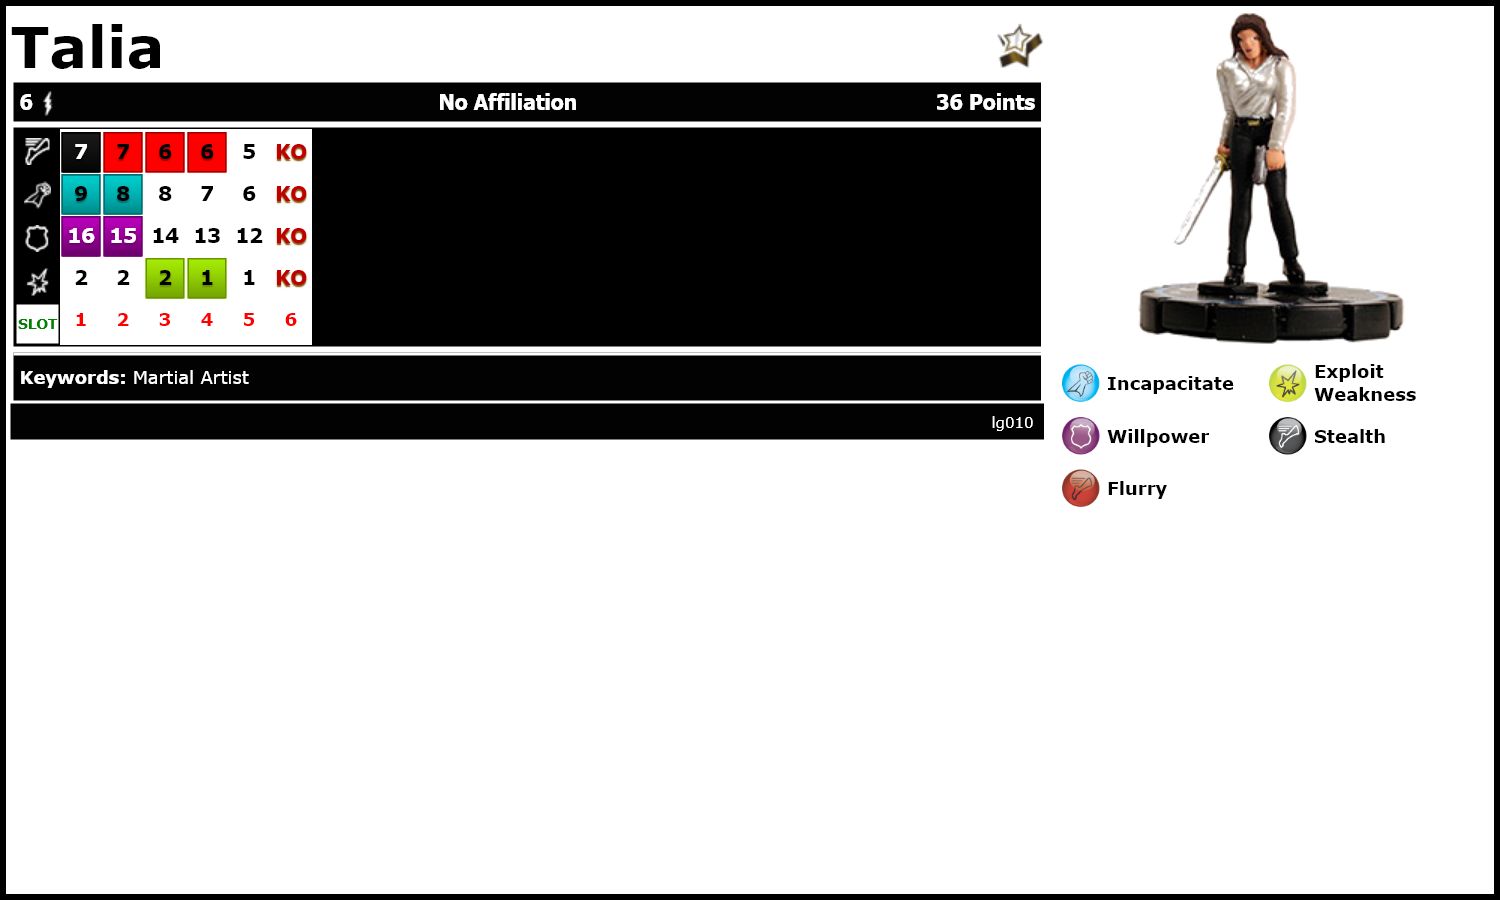 Talia
6 No Affiliation 36 Points
7 7 6 6 5 KO
9 8 8 7 6 KO
16 15 14 13 12 KO
2 2 2 1 1 KO
SLOT 1 2 3 4 5 6
Keywords: Martial Artist
lg010
Incapacitate
Exploit
Weakness
Willpower
Stealth
Flurry